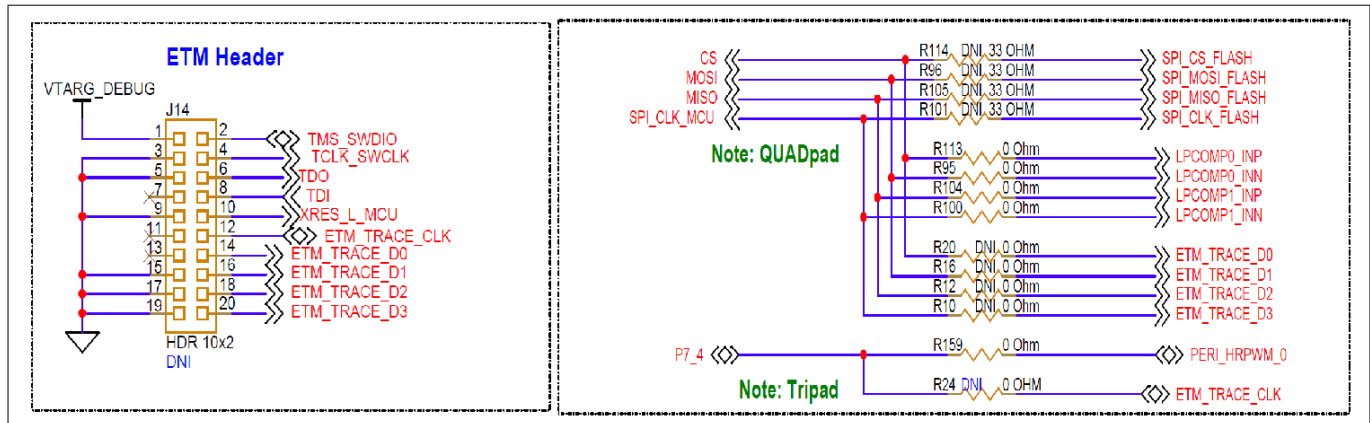 ETM Header
VTARG_DEBUG
J14
1 2 TMS_SWDIO
3 4 TCLK_SWCLK
5 6 TDO
7 8 TDI
9 10 XRES_L_MCU
11 12 ETM_TRACE_CLK
13 14 ETM_TRACE_D0
15 16 ETM_TRACE_D1
17 18 ETM_TRACE_D2
19 20 ETM_TRACE_D3
HDR 10x2
DNI
CS R114 DNI 33 OHM SPI_CS_FLASH
MOSI R96 DNI 33 OHM SPI_MOSI_FLASH
MISO R105 DNI 33 OHM SPI_MISO_FLASH
SPI_CLK_MCU R101 DNI 33 OHM SPI_CLK_FLASH
Note: QUADpad
R113 0 Ohm LPCOMP0_INP
R95 0 Ohm LPCOMP0_INN
R104 0 Ohm LPCOMP1_INP
R100 0 Ohm LPCOMP1_INN
R20 DNI 0 Ohm ETM_TRACE_D0
R16 DNI 0 Ohm ETM_TRACE_D1
R12 DNI 0 Ohm ETM_TRACE_D2
R10 DNI 0 Ohm ETM_TRACE_D3
P7_4 R159 0 Ohm PERI_HRPWM_0
Note: Tripad
R24 DNI 0 OHM ETM_TRACE_CLK